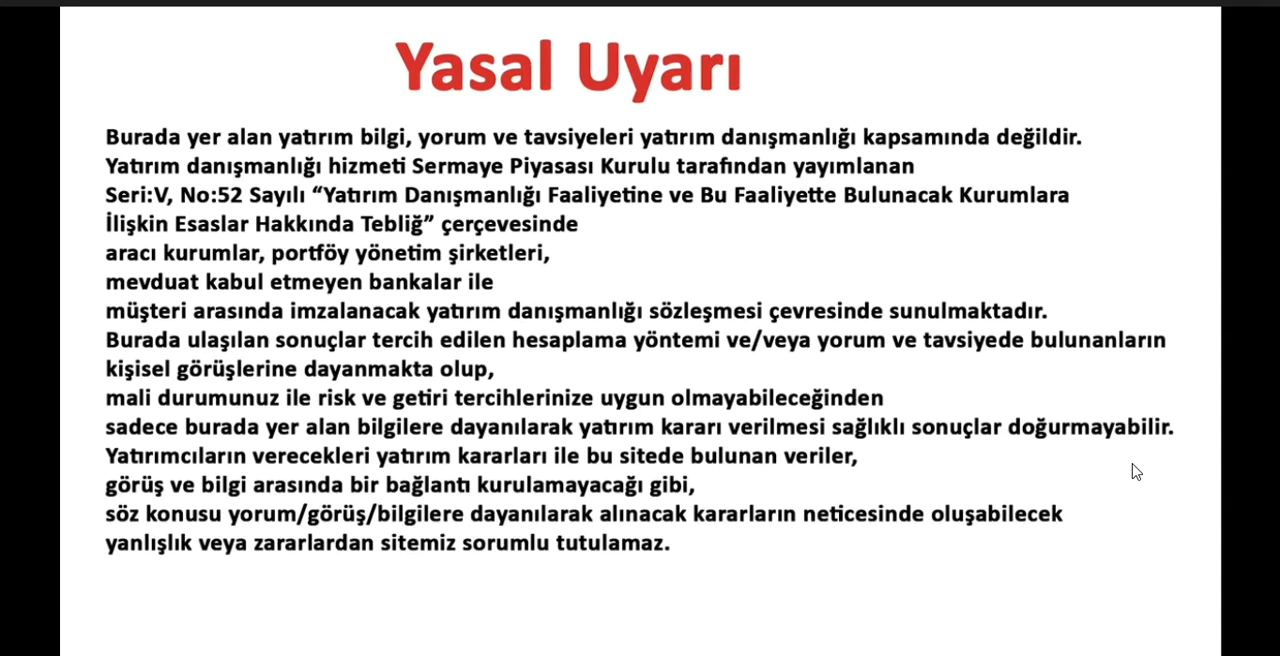 Yasal Uyarı
Burada yer alan yatırım bilgi, yorum ve tavsiyeleri yatırım danışmanlığı kapsamında değildir.
Yatırım danışmanlığı hizmeti Sermaye Piyasası Kurulu tarafından yayımlanan
Seri:V, No:52 Sayılı “Yatırım Danışmanlığı Faaliyetine ve Bu Faaliyette Bulunacak Kurumlara
İlişkin Esaslar Hakkında Tebliğ” çerçevesinde
aracı kurumlar, portföy yönetim şirketleri,
mevduat kabul etmeyen bankalar ile
müşteri arasında imzalanacak yatırım danışmanlığı sözleşmesi çevresinde sunulmaktadır.
Burada ulaşılan sonuçlar tercih edilen hesaplama yöntemi ve/veya yorum ve tavsiyede bulunanların
kişisel görüşlerine dayanmakta olup,
mali durumunuz ile risk ve getiri tercihlerinize uygun olmayabileceğinden
sadece burada yer alan bilgilere dayanılarak yatırım kararı verilmesi sağlıklı sonuçlar doğurmayabilir.
Yatırımcıların verecekleri yatırım kararları ile bu sitede bulunan veriler,
görüş ve bilgi arasında bir bağlantı kurulamayacağı gibi,
söz konusu yorum/görüş/bilgilere dayanılarak alınacak kararların neticesinde oluşabilecek
yanlışlık veya zararlardan sitemiz sorumlu tutulamaz.